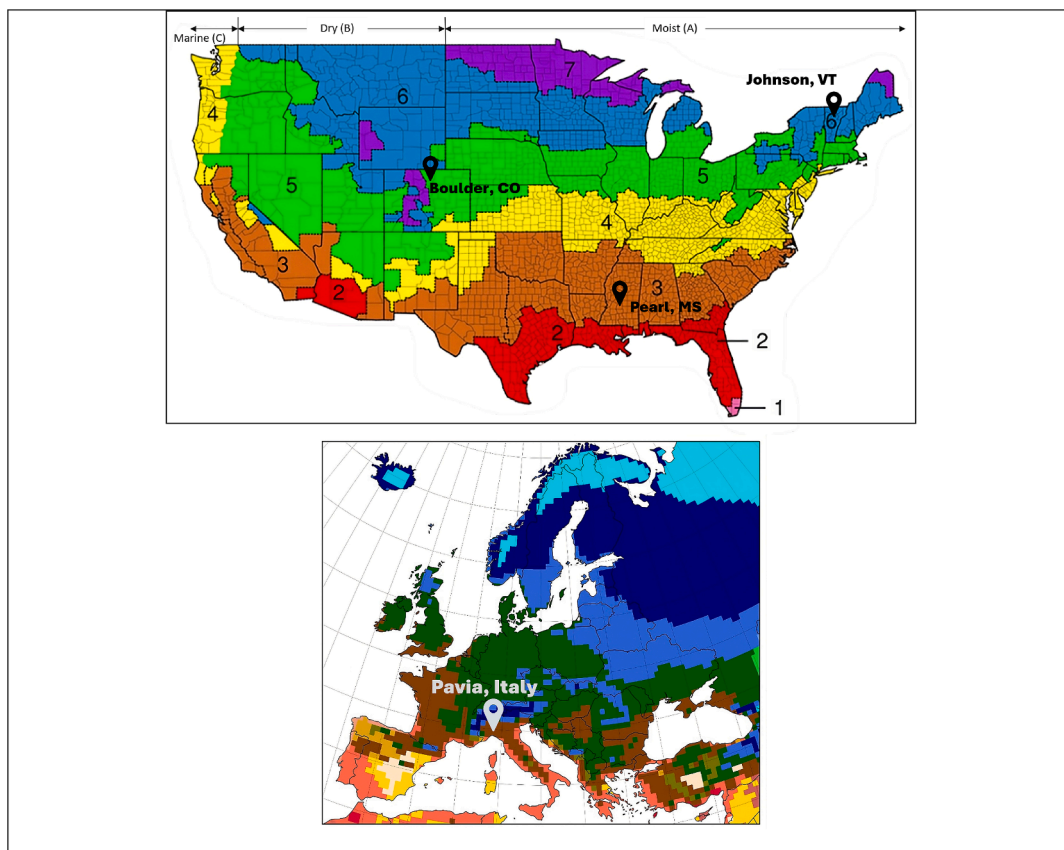 Marine (C)
Dry (B)
Moist (A)
7
Johnson, VT
6
4
6
5
Boulder, CO
5
4
3
3
2
Pearl, MS
2
2
1
Pavia, Italy